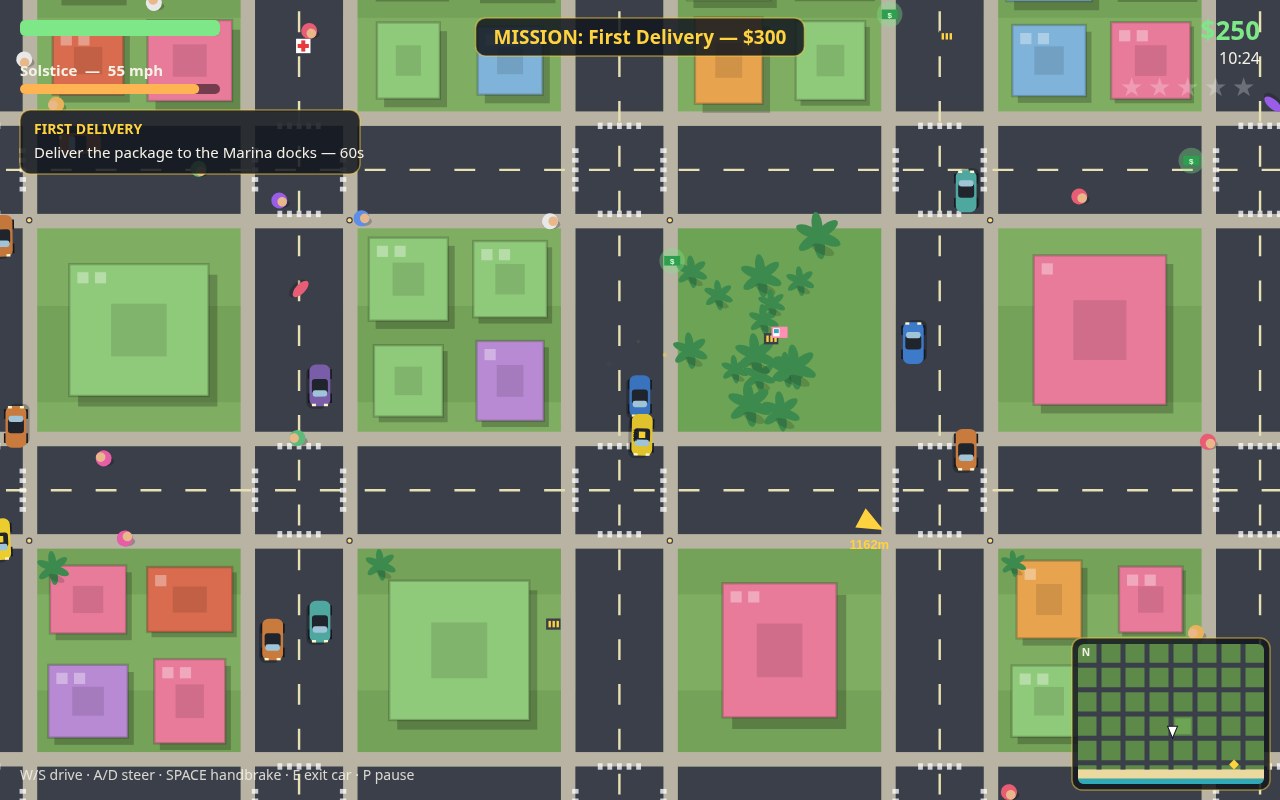 MISSION: First Delivery — $300
$250
10:24
Solstice — 55 mph
FIRST DELIVERY
Deliver the package to the Marina docks — 60s
$
$
$
1162m
N
W/S drive · A/D steer · SPACE handbrake · E exit car · P pause